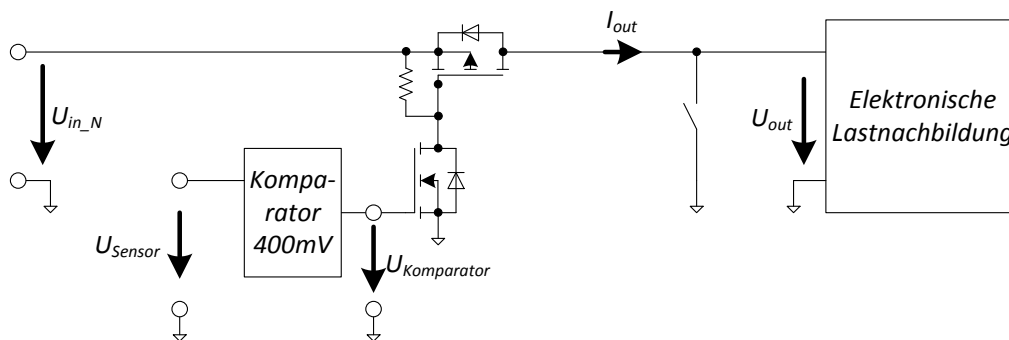 I_out
U_in_N
U_out
Elektronische
Lastnachbildung
Kompa-
rator
400mV
U_Sensor
U_Komparator